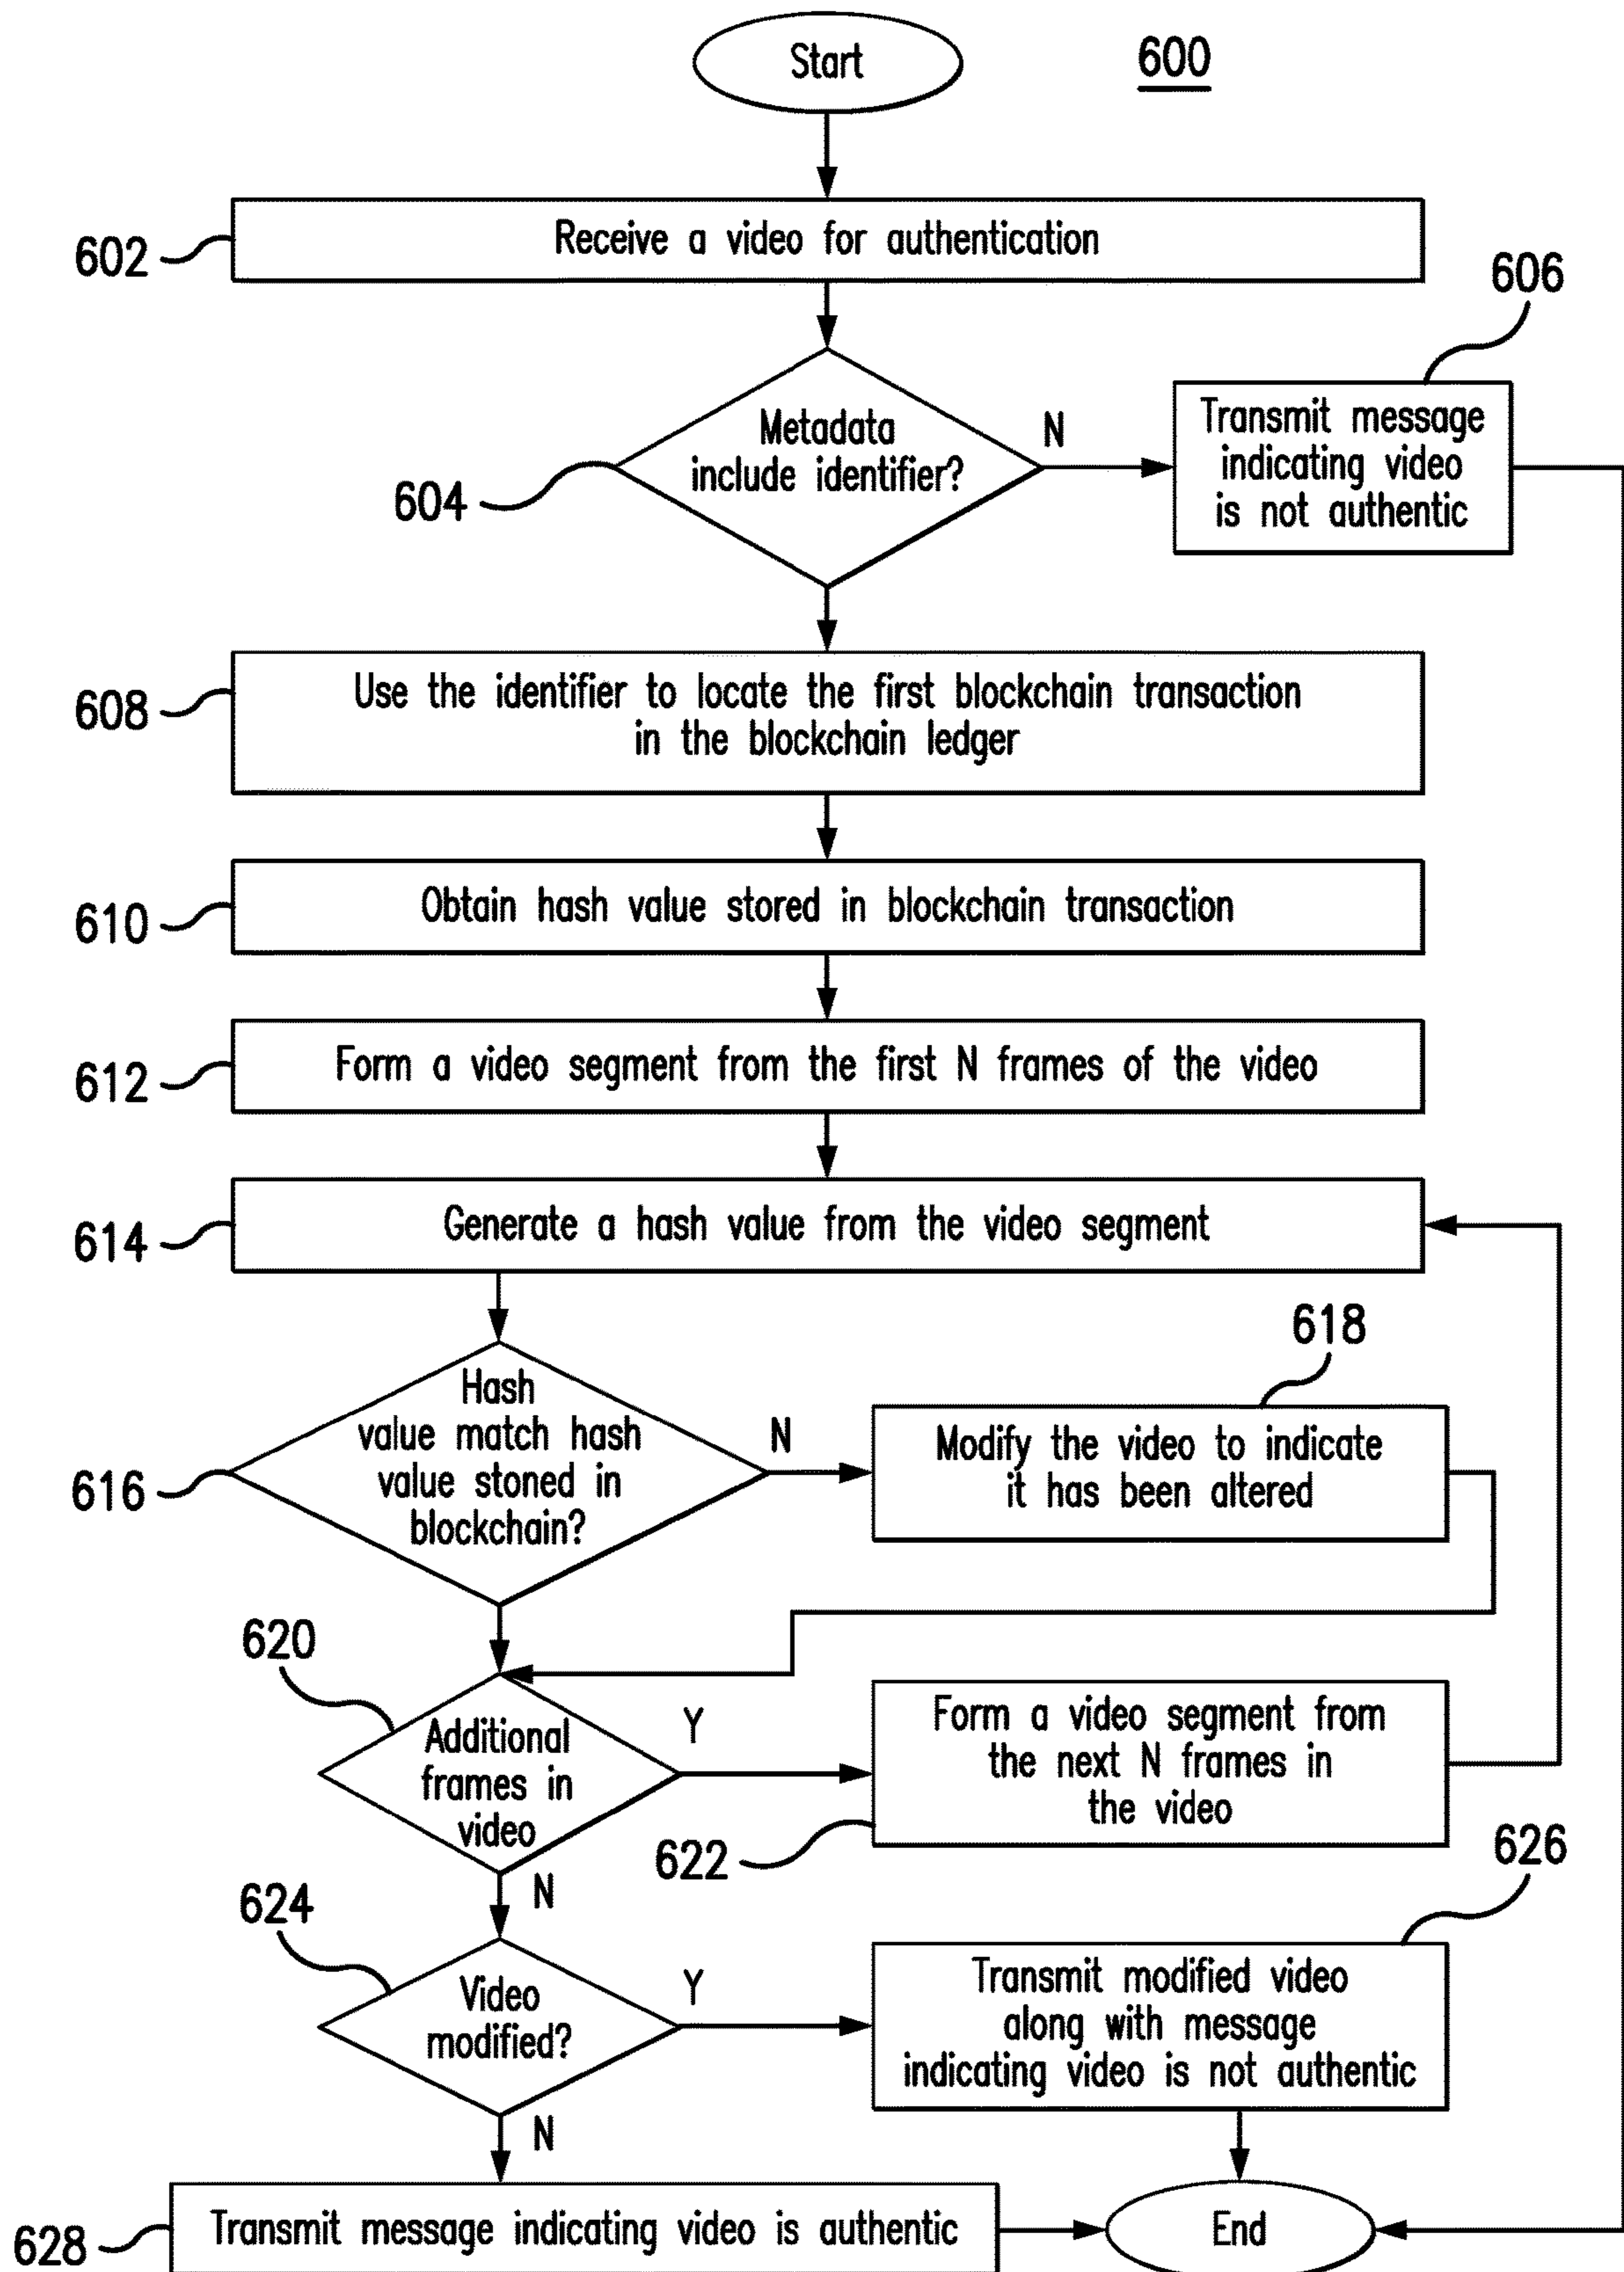 Start
600
Receive a video for authentication
602
606
Metadata
include identifier?
N
Transmit message
indicating video
is not authentic
604
Use the identifier to locate the first blockchain transaction
in the blockchain ledger
608
Obtain hash value stored in blockchain transaction
610
Form a video segment from the first N frames of the video
612
Generate a hash value from the video segment
614
618
Hash
value match hash
value stoned in
blockchain?
N
Modify the video to indicate
it has been altered
616
620
Additional
frames in
video
Y
Form a video segment from
the next N frames in
the video
622
626
N
624
Video
modified?
Y
Transmit modified video
along with message
indicating video is not authentic
N
628
Transmit message indicating video is authentic
End